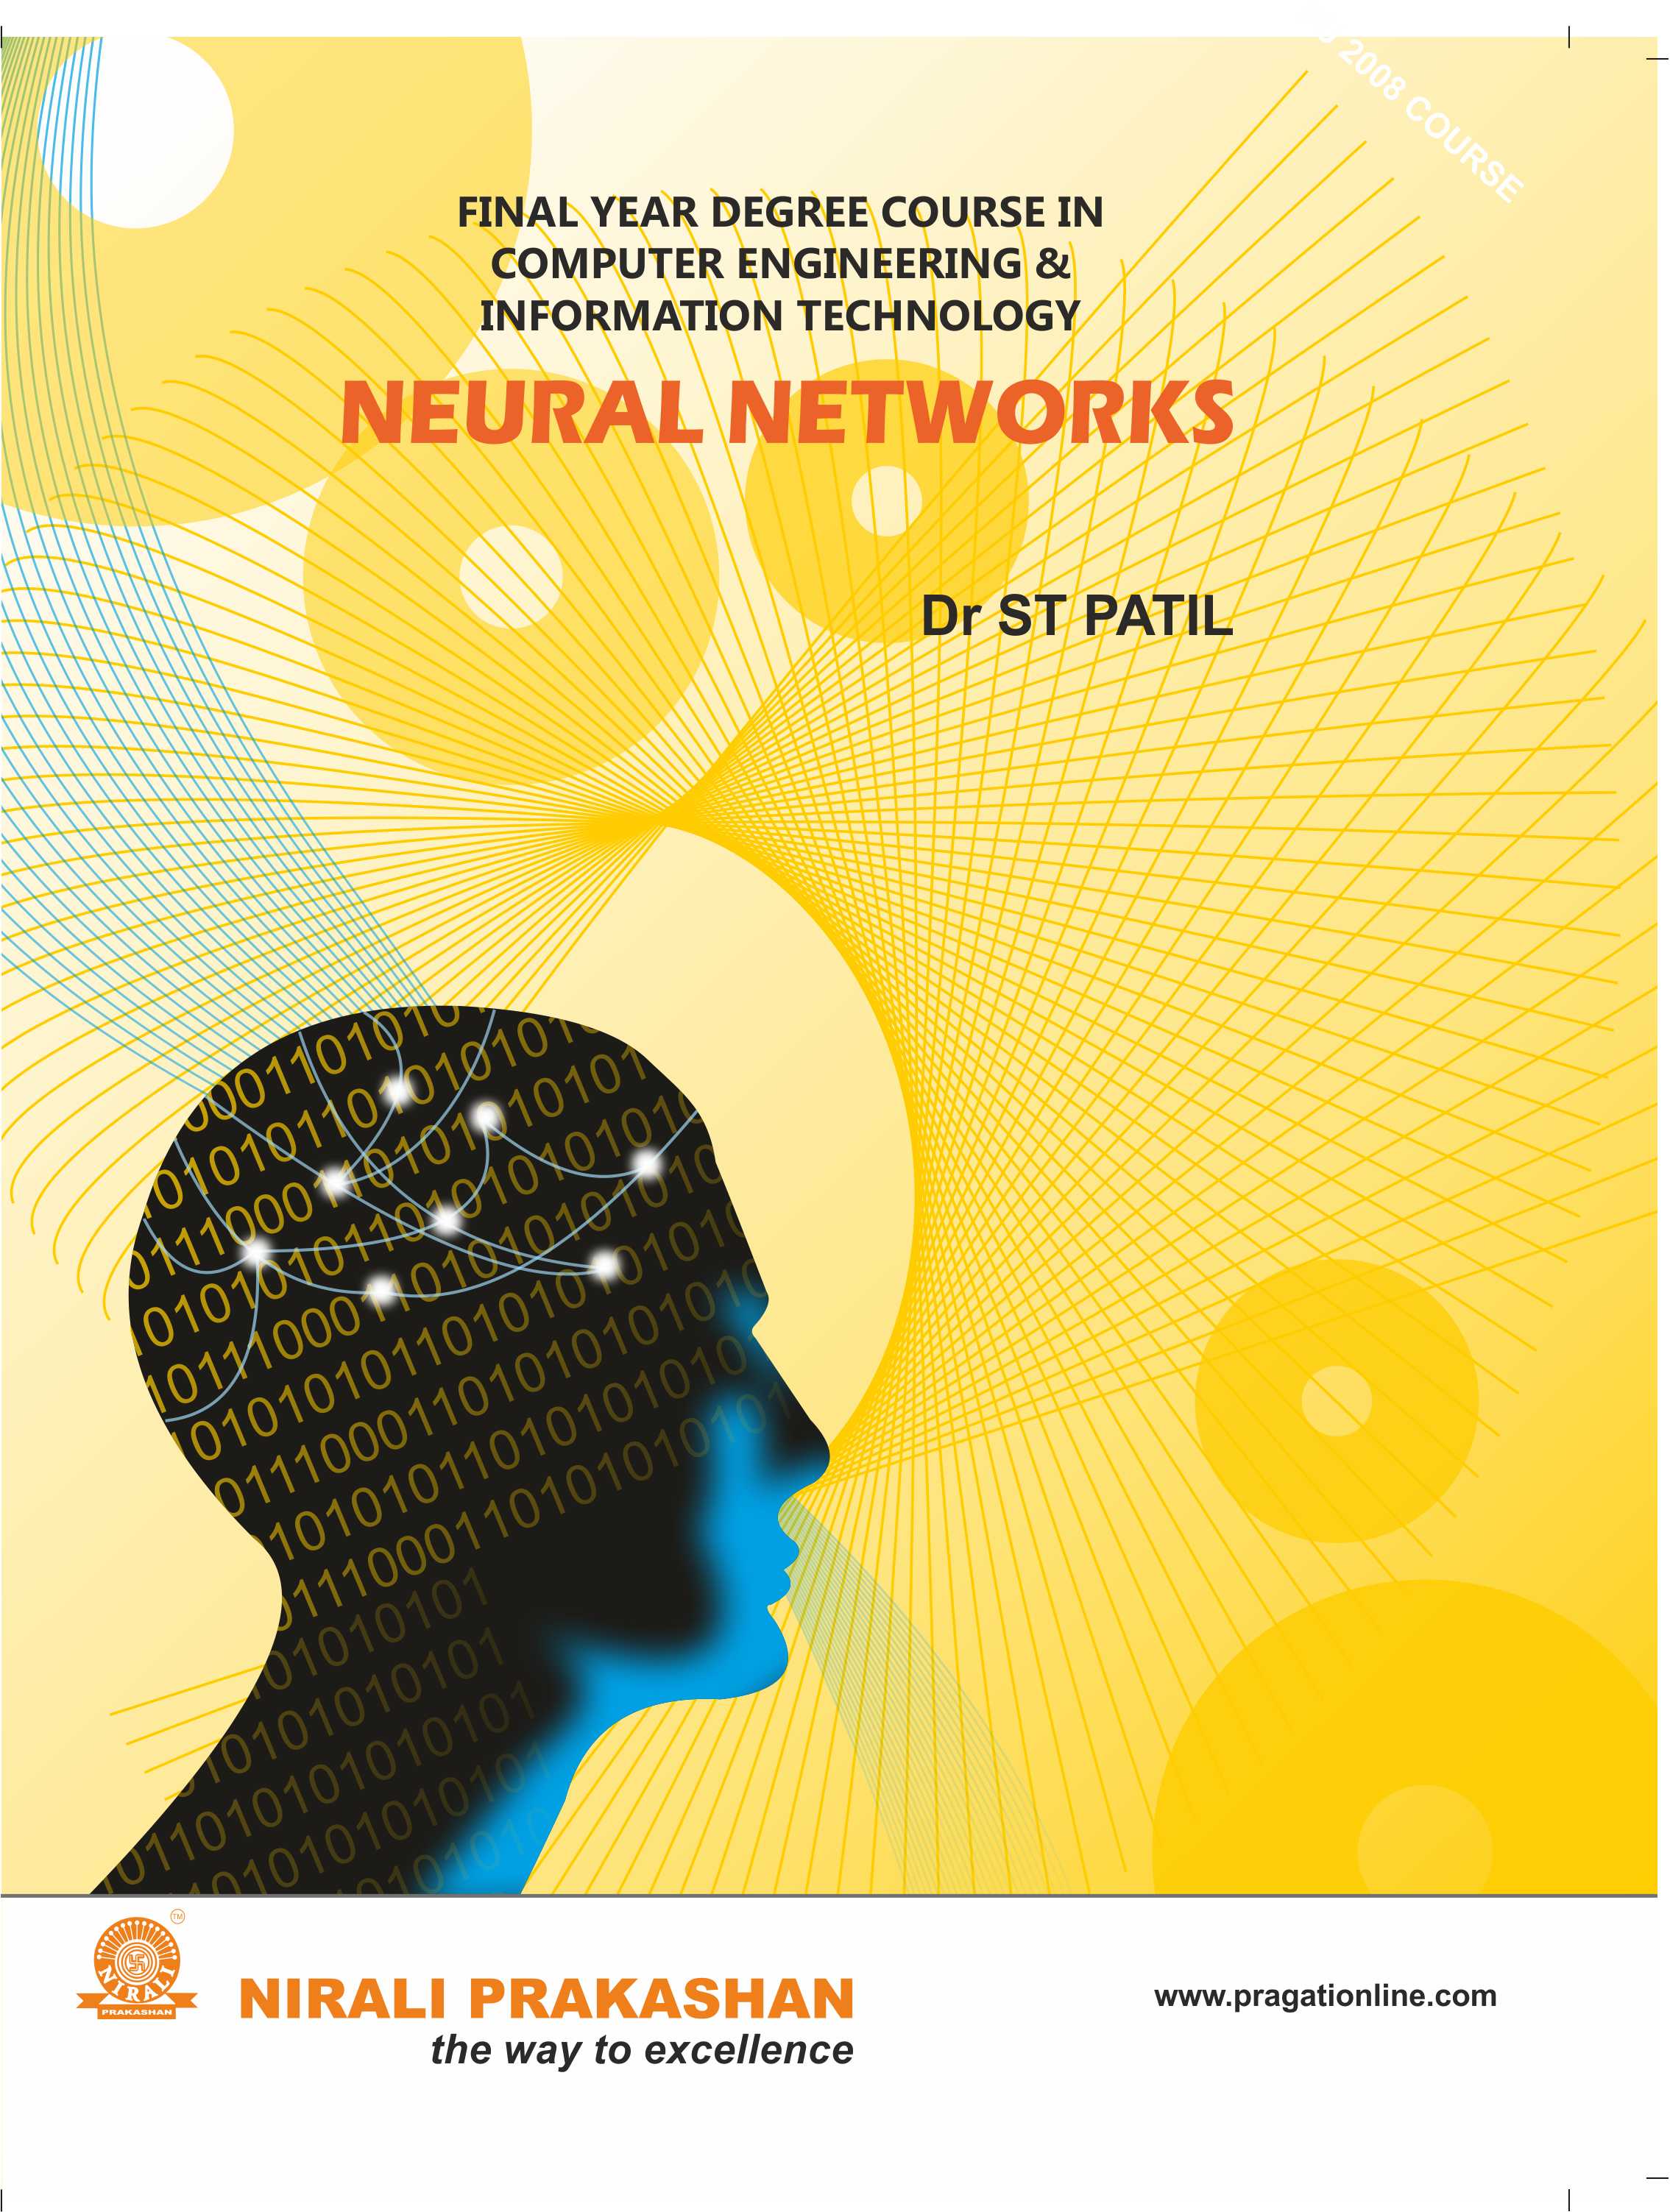 2008 COURSE
FINAL YEAR DEGREE COURSE IN
COMPUTER ENGINEERING &
INFORMATION TECHNOLOGY
NEURAL NETWORKS
Dr ST PATIL
TM
NIRALI
PRAKASHAN
NIRALI PRAKASHAN
the way to excellence
www.pragationline.com